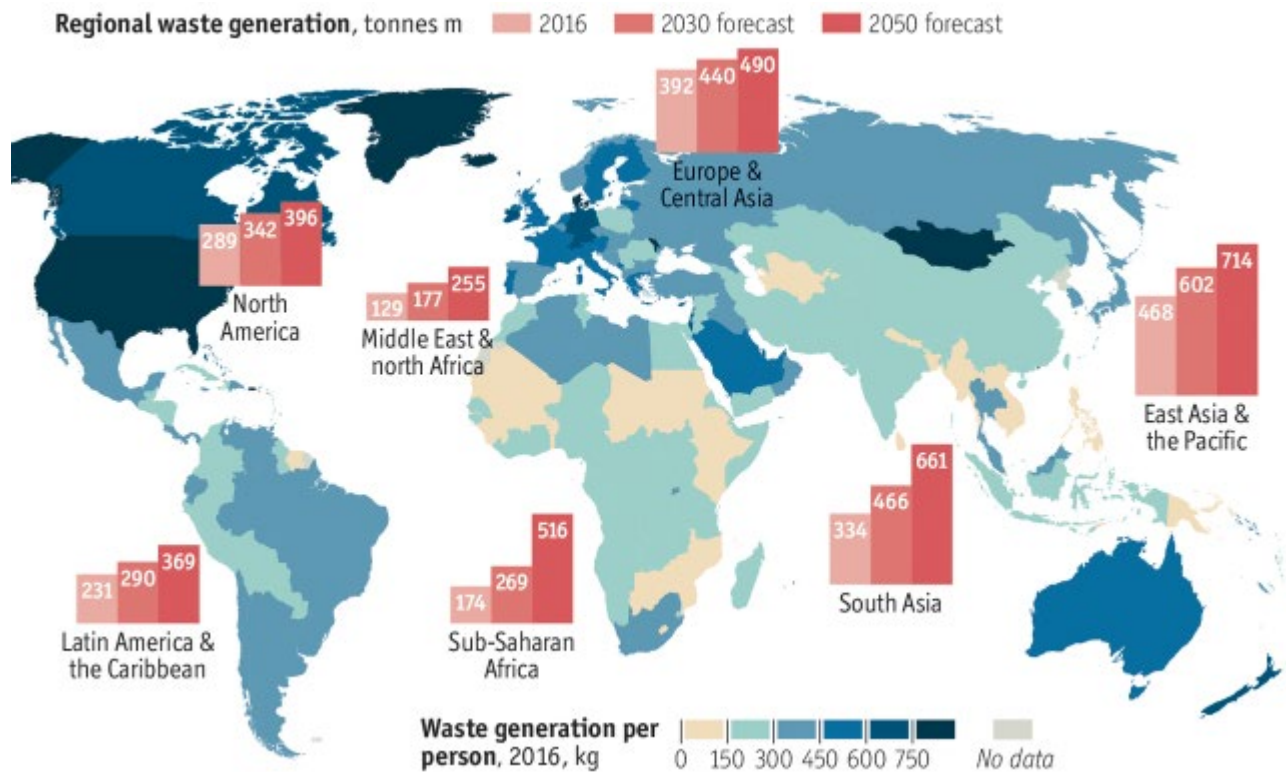 Regional waste generation, tonnes m 2016 2030 forecast 2050 forecast
392 440 490
Europe &
Central Asia
289 342 396
North
America
129 177 255
Middle East &
north Africa
468 602 714
East Asia &
the Pacific
334 466 661
South Asia
231 290 369
Latin America &
the Caribbean
174 269 516
Sub-Saharan
Africa
Waste generation per
person, 2016, kg
0 150 300 450 600 750
No data